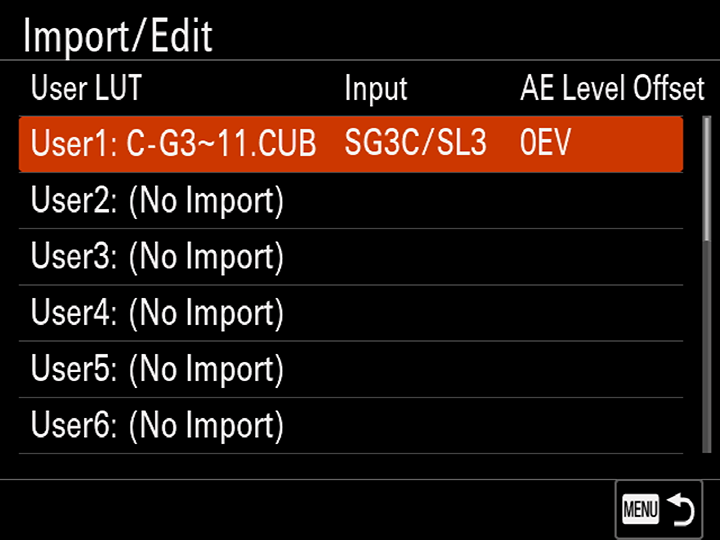 Import/Edit
User LUT Input AE Level Offset
User1: C-G3~11.CUB SG3C/SL3 0EV
User2: (No Import)
User3: (No Import)
User4: (No Import)
User5: (No Import)
User6: (No Import)
MENU